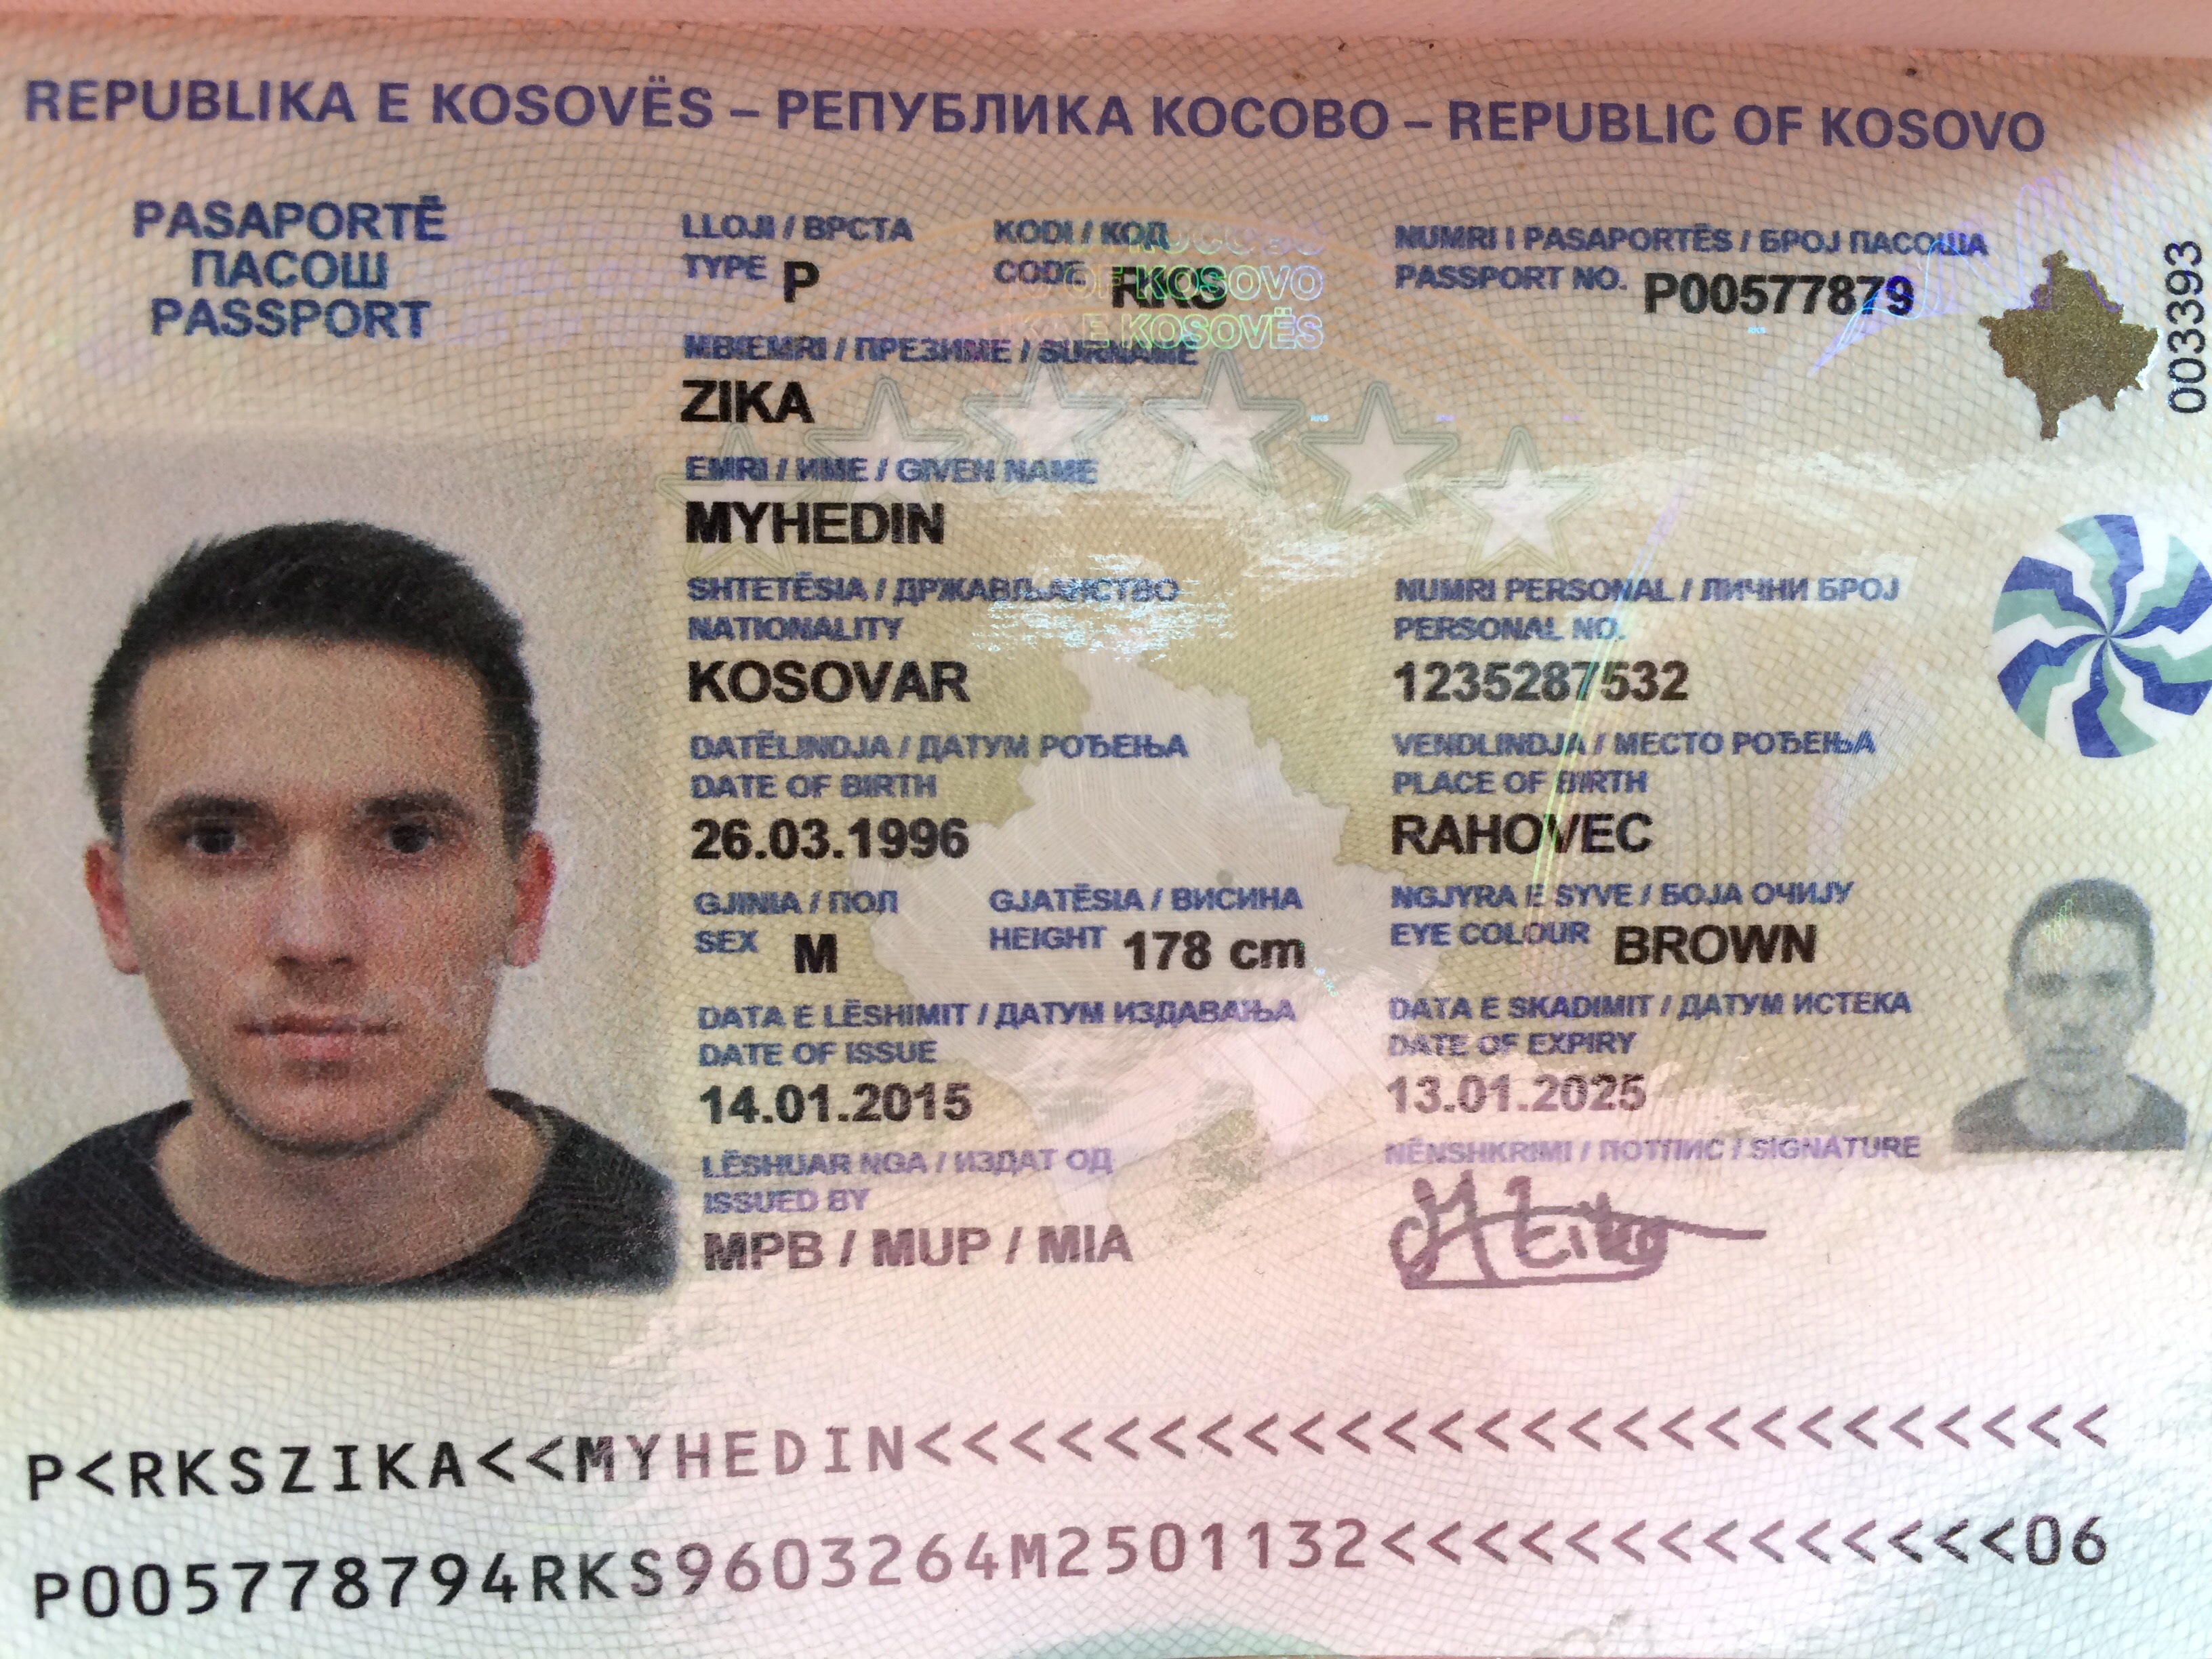 REPUBLIKA E KOSOVËS – РЕПУБЛИКА КОСОВО – REPUBLIC OF KOSOVO
PASAPORTË
ПАСОШ
PASSPORT
LLOJI / ВРСТА
TYPE P
KODI / КОД
CODE RKS
NUMRI I PASAPORTËS / БРОЈ ПАСОША
PASSPORT NO. P00577879
0033393
MBIEMRI / ПРЕЗИМЕ / SURNAME
ZIKA
EMRI / ИМЕ / GIVEN NAME
MYHEDIN
SHTETËSIA / ДРЖАВЉАНСТВО
NATIONALITY
KOSOVAR
NUMRI PERSONAL / ЛИЧНИ БРОЈ
PERSONAL NO.
1235287532
DATËLINDJA / ДАТУМ РОЂЕЊА
DATE OF BIRTH
26.03.1996
VENDLINDJA / МЕСТО РОЂЕЊА
PLACE OF BIRTH
RAHOVEC
GJINIA / ПОЛ
SEX M
GJATËSIA / ВИСИНА
HEIGHT 178 cm
NGJYRA E SYVE / БОЈА ОЧИЈУ
EYE COLOUR BROWN
DATA E LËSHIMIT / ДАТУМ ИЗДАВАЊА
DATE OF ISSUE
14.01.2015
DATA E SKADIMIT / ДАТУМ ИСТЕКА
DATE OF EXPIRY
13.01.2025
LËSHUAR NGA / ИЗДАТ ОД
ISSUED BY
MPB / MUP / MIA
NËNSHKRIMI / ПОТПИС / SIGNATURE
M Zika
P<RKSZIKA<<MYHEDIN<<<<<<<<<<<<<<<<<<<<<<<<<<
P005778794RKS9603264M2501132<<<<<<<<<<<<<<06